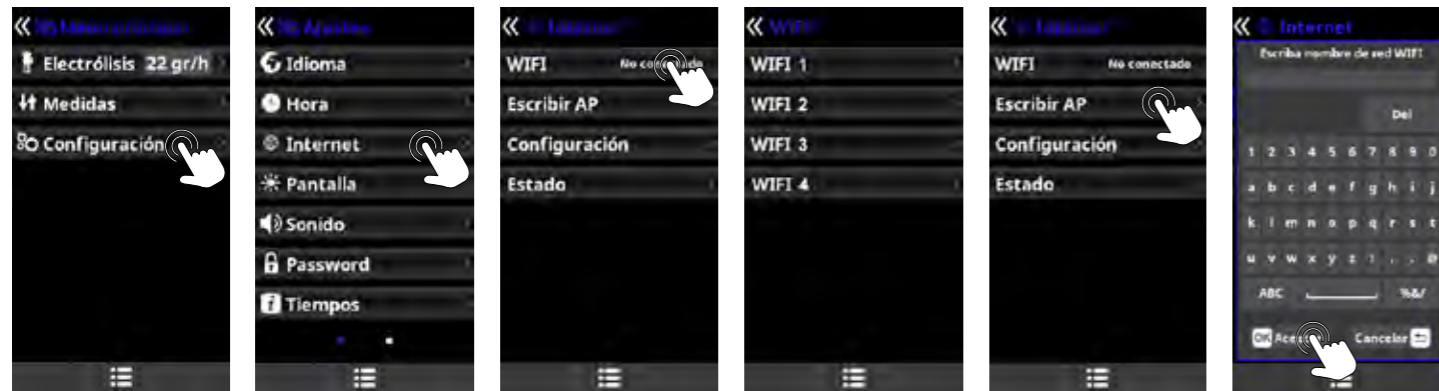 Electrólisis 22 gr/h
Medidas
Configuración
Idioma
Hora
Internet
Pantalla
Sonido
Password
Tiempos
WIFI
Escribir AP
Configuración
Estado
WIFI
WIFI 1
WIFI 2
WIFI 3
WIFI 4
WIFI No conectado
Escribir AP
Configuración
Estado
Internet
Escriba nombre de red WIFI
Del
1 2 3 4 5 6 7 8 9 0
a b c d e f g h i j
k l m n o p q r s t
u v w x y z
ABC %&/
OK Cancelar